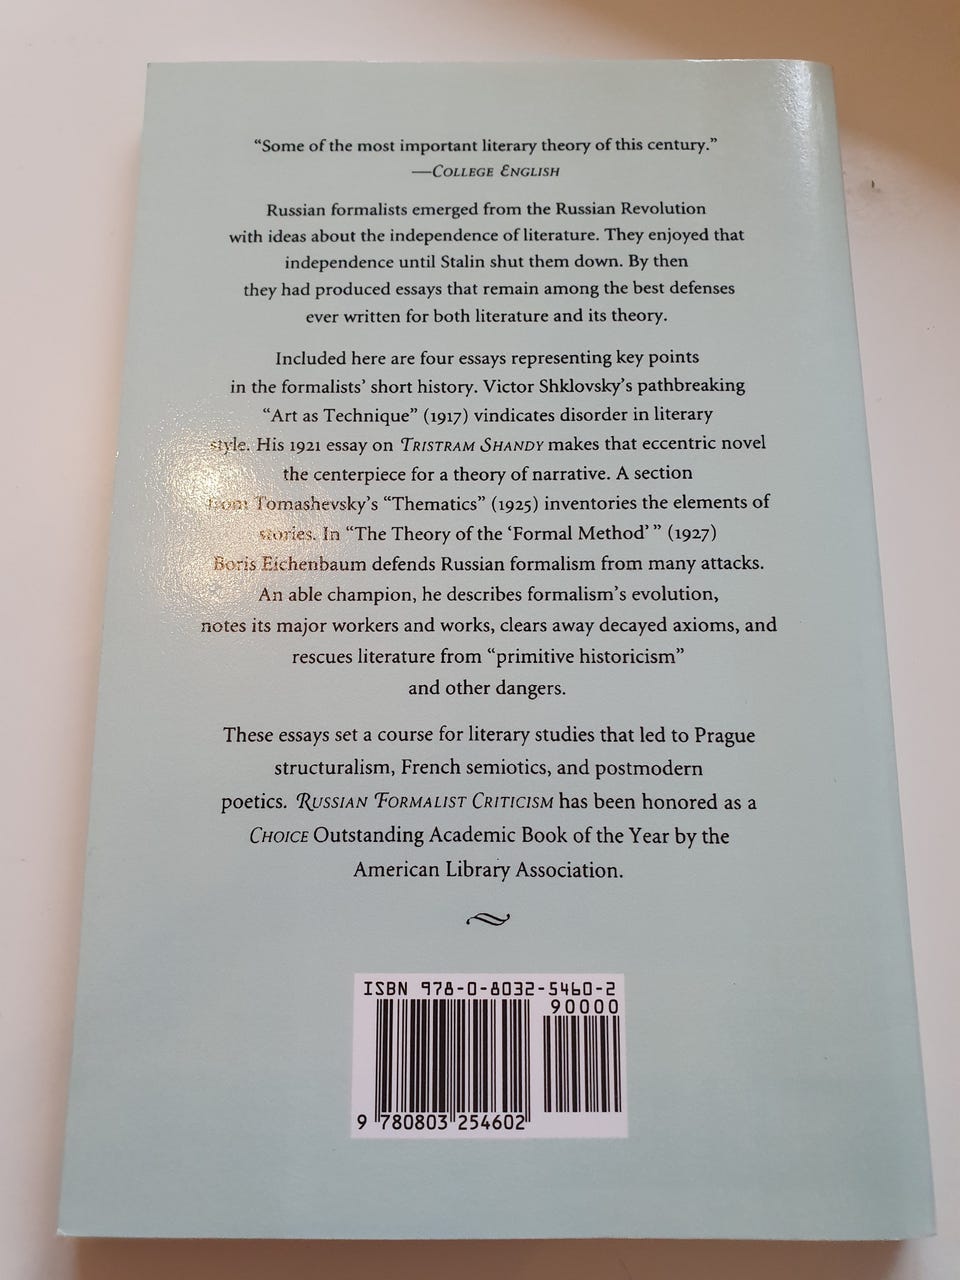 “Some of the most important literary theory of this century.”
—College English
Russian formalists emerged from the Russian Revolution
with ideas about the independence of literature. They enjoyed that
independence until Stalin shut them down. By then
they had produced essays that remain among the best defenses
ever written for both literature and its theory.
Included here are four essays representing key points
in the formalists’ short history. Victor Shklovsky’s pathbreaking
“Art as Technique” (1917) vindicates disorder in literary
style. His 1921 essay on Tristram Shandy makes that eccentric novel
the centerpiece for a theory of narrative. A section
from Tomashevsky’s “Thematics” (1925) inventories the elements of
stories. In “The Theory of the ‘Formal Method’ ” (1927)
Boris Eichenbaum defends Russian formalism from many attacks.
An able champion, he describes formalism’s evolution,
notes its major workers and works, clears away decayed axioms, and
rescues literature from “primitive historicism”
and other dangers.
These essays set a course for literary studies that led to Prague
structuralism, French semiotics, and postmodern
poetics. Russian Formalist Criticism has been honored as a
Choice Outstanding Academic Book of the Year by the
American Library Association.
ISBN 978-0-8032-5460-2
90000
9 780803 254602